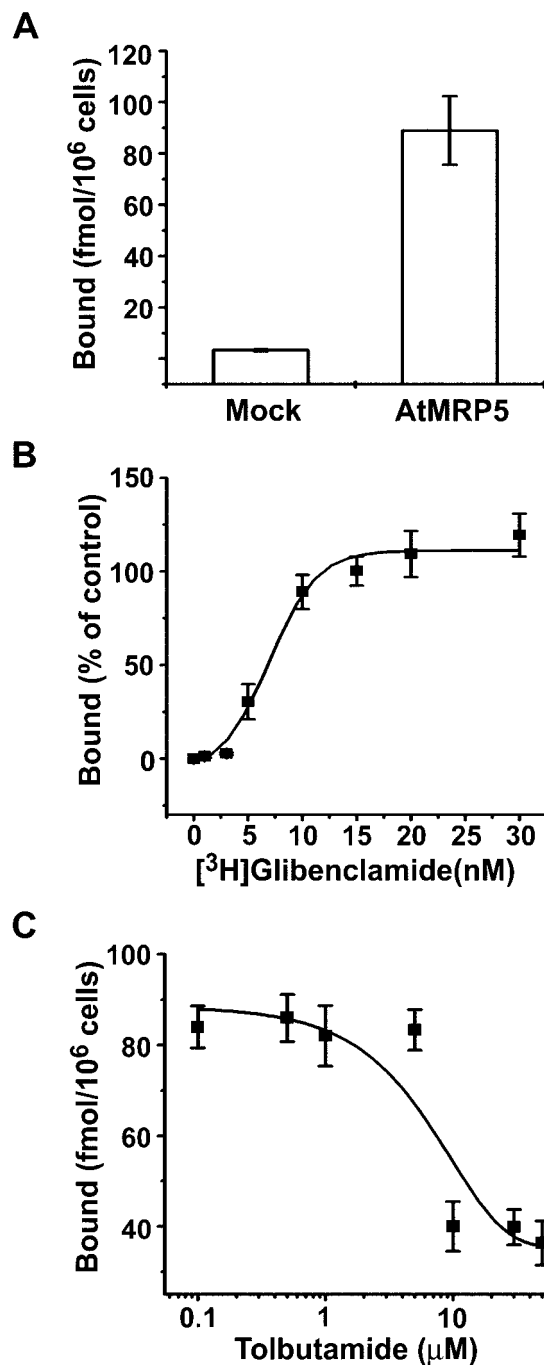 A
Bound (fmol/10⁶ cells)
120
100
80
60
40
20
Mock
AtMRP5
B
Bound (% of control)
150
100
50
0
0
5
10
15
20
25
30
[³H]Glibenclamide(nM)
C
Bound (fmol/10⁶ cells)
100
80
60
40
0.1
1
10
Tolbutamide (μM)